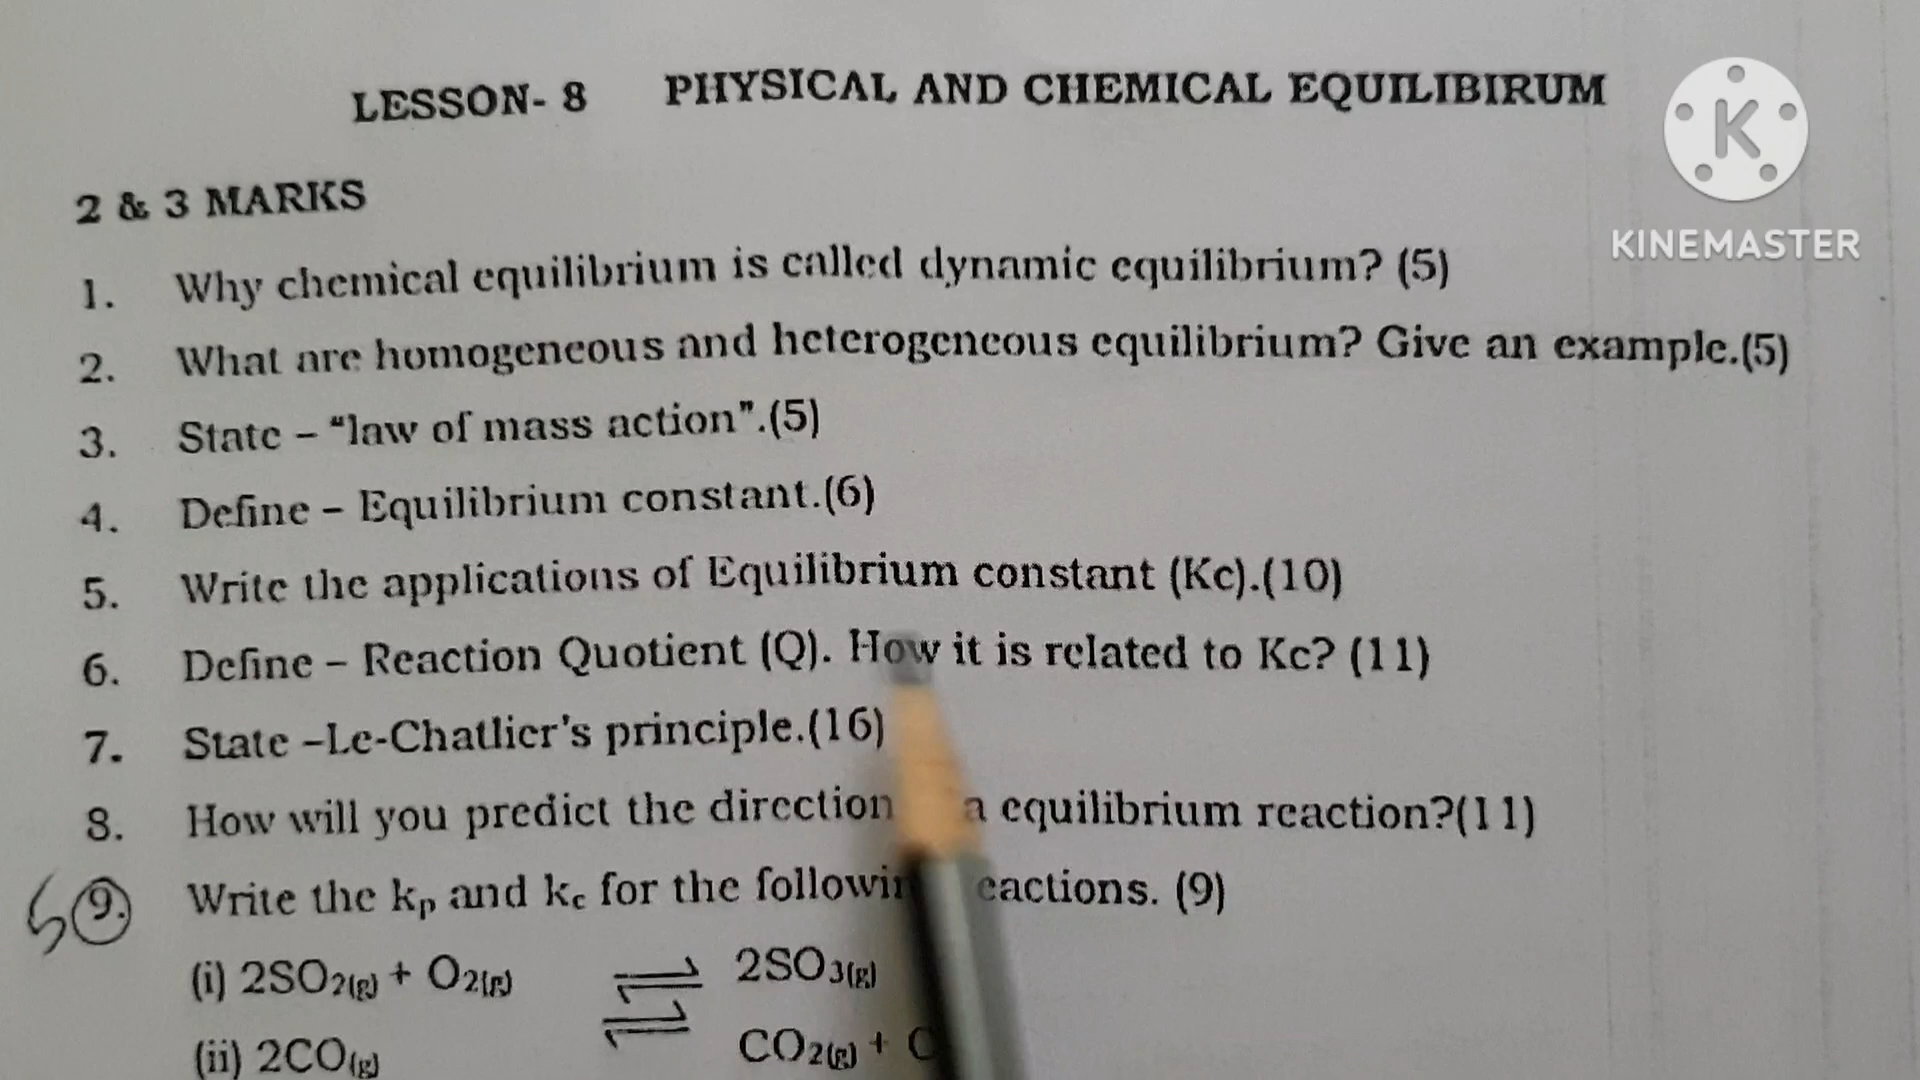 LESSON- 8 PHYSICAL AND CHEMICAL EQUILIBIRUM
K
KINEMASTER
2 & 3 MARKS
1. Why chemical equilibrium is called dynamic equilibrium? (5)
2. What are homogeneous and heterogeneous equilibrium? Give an example.(5)
3. State – “law of mass action”.(5)
4. Define – Equilibrium constant.(6)
5. Write the applications of Equilibrium constant (Kc).(10)
6. Define – Reaction Quotient (Q). How it is related to Kc? (11)
7. State –Le-Chatlier's principle.(16)
8. How will you predict the direction a equilibrium reaction?(11)
9. Write the kp and kc for the following reactions. (9)
(i) 2SO2(g) + O2(g) ⇌ 2SO3(g)
(ii) 2CO(g) ⇌ CO2(g) +